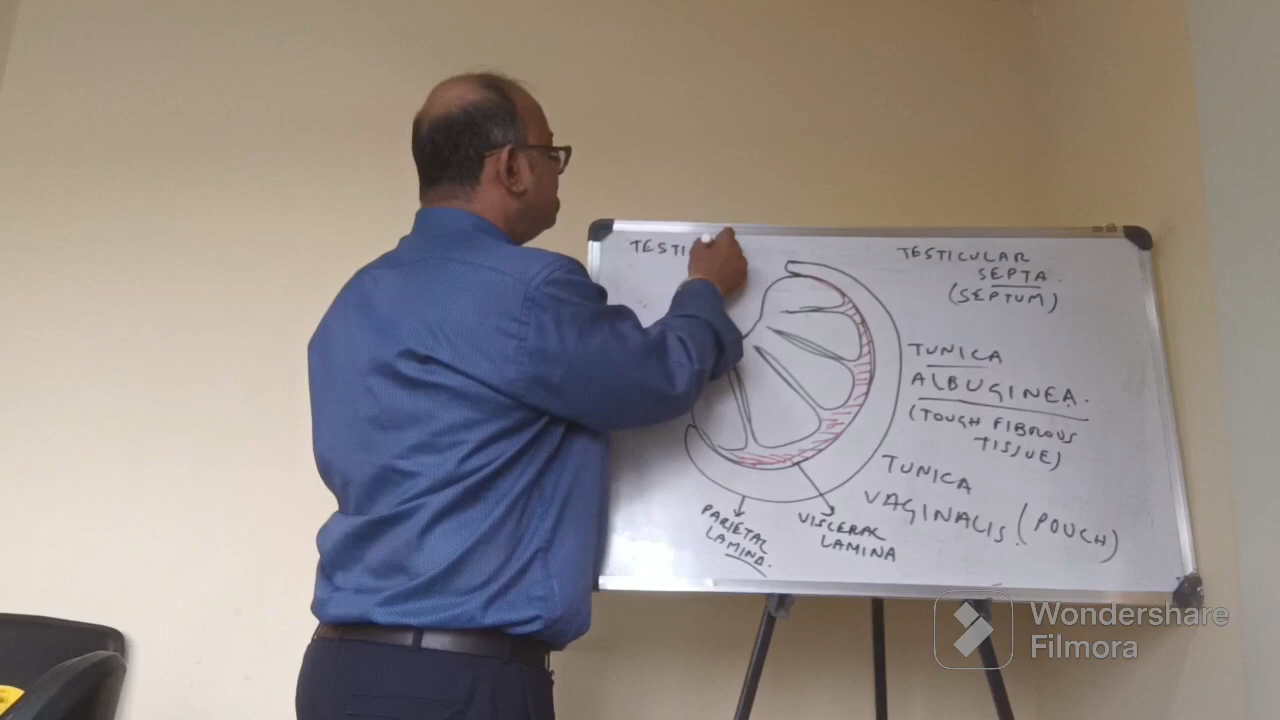 TESTI
TESTICULAR
SEPTA.
(SEPTUM)
TUNICA
ALBUGINEA.
(TOUGH FIBROUS
TISSUE)
TUNICA
VAGINALIS (POUCH)
PARIETAL
LAMINA.
VISCERAL
LAMINA
Wondershare
Filmora